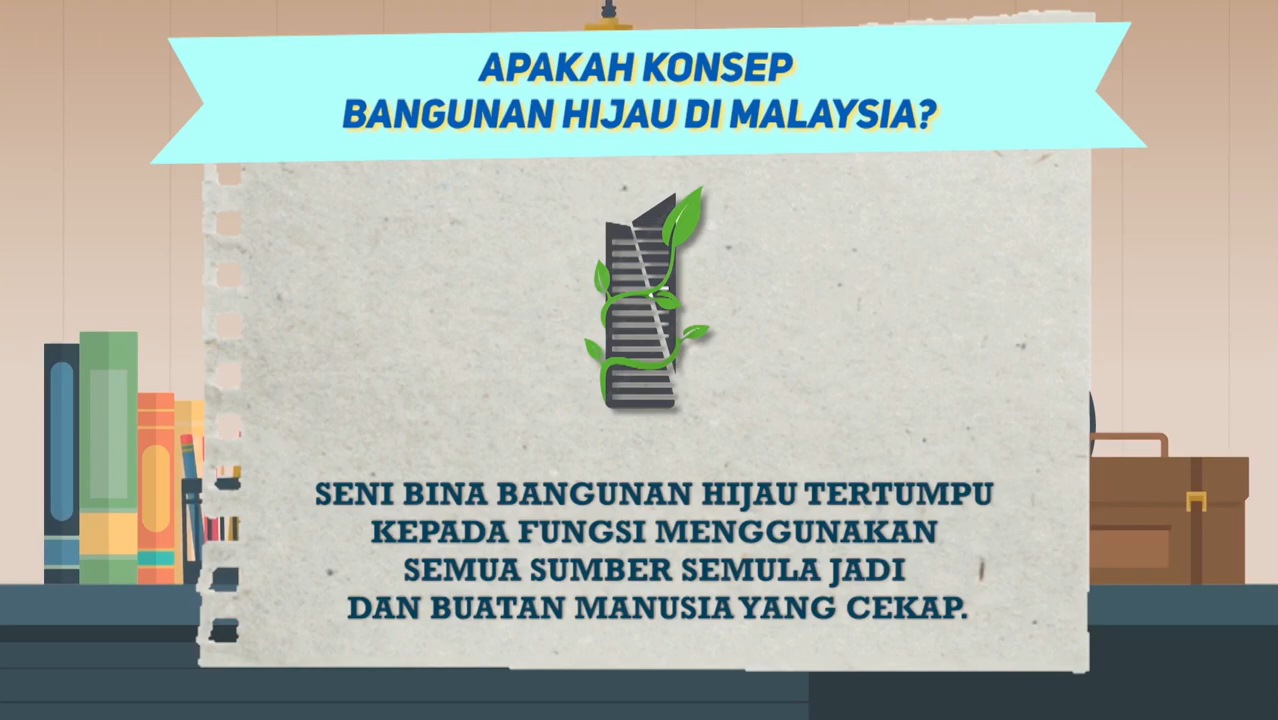 APAKAH KONSEP
BANGUNAN HIJAU DI MALAYSIA?
SENI BINA BANGUNAN HIJAU TERTUMPU
KEPADA FUNGSI MENGGUNAKAN
SEMUA SUMBER SEMULA JADI
DAN BUATAN MANUSIA YANG CEKAP.